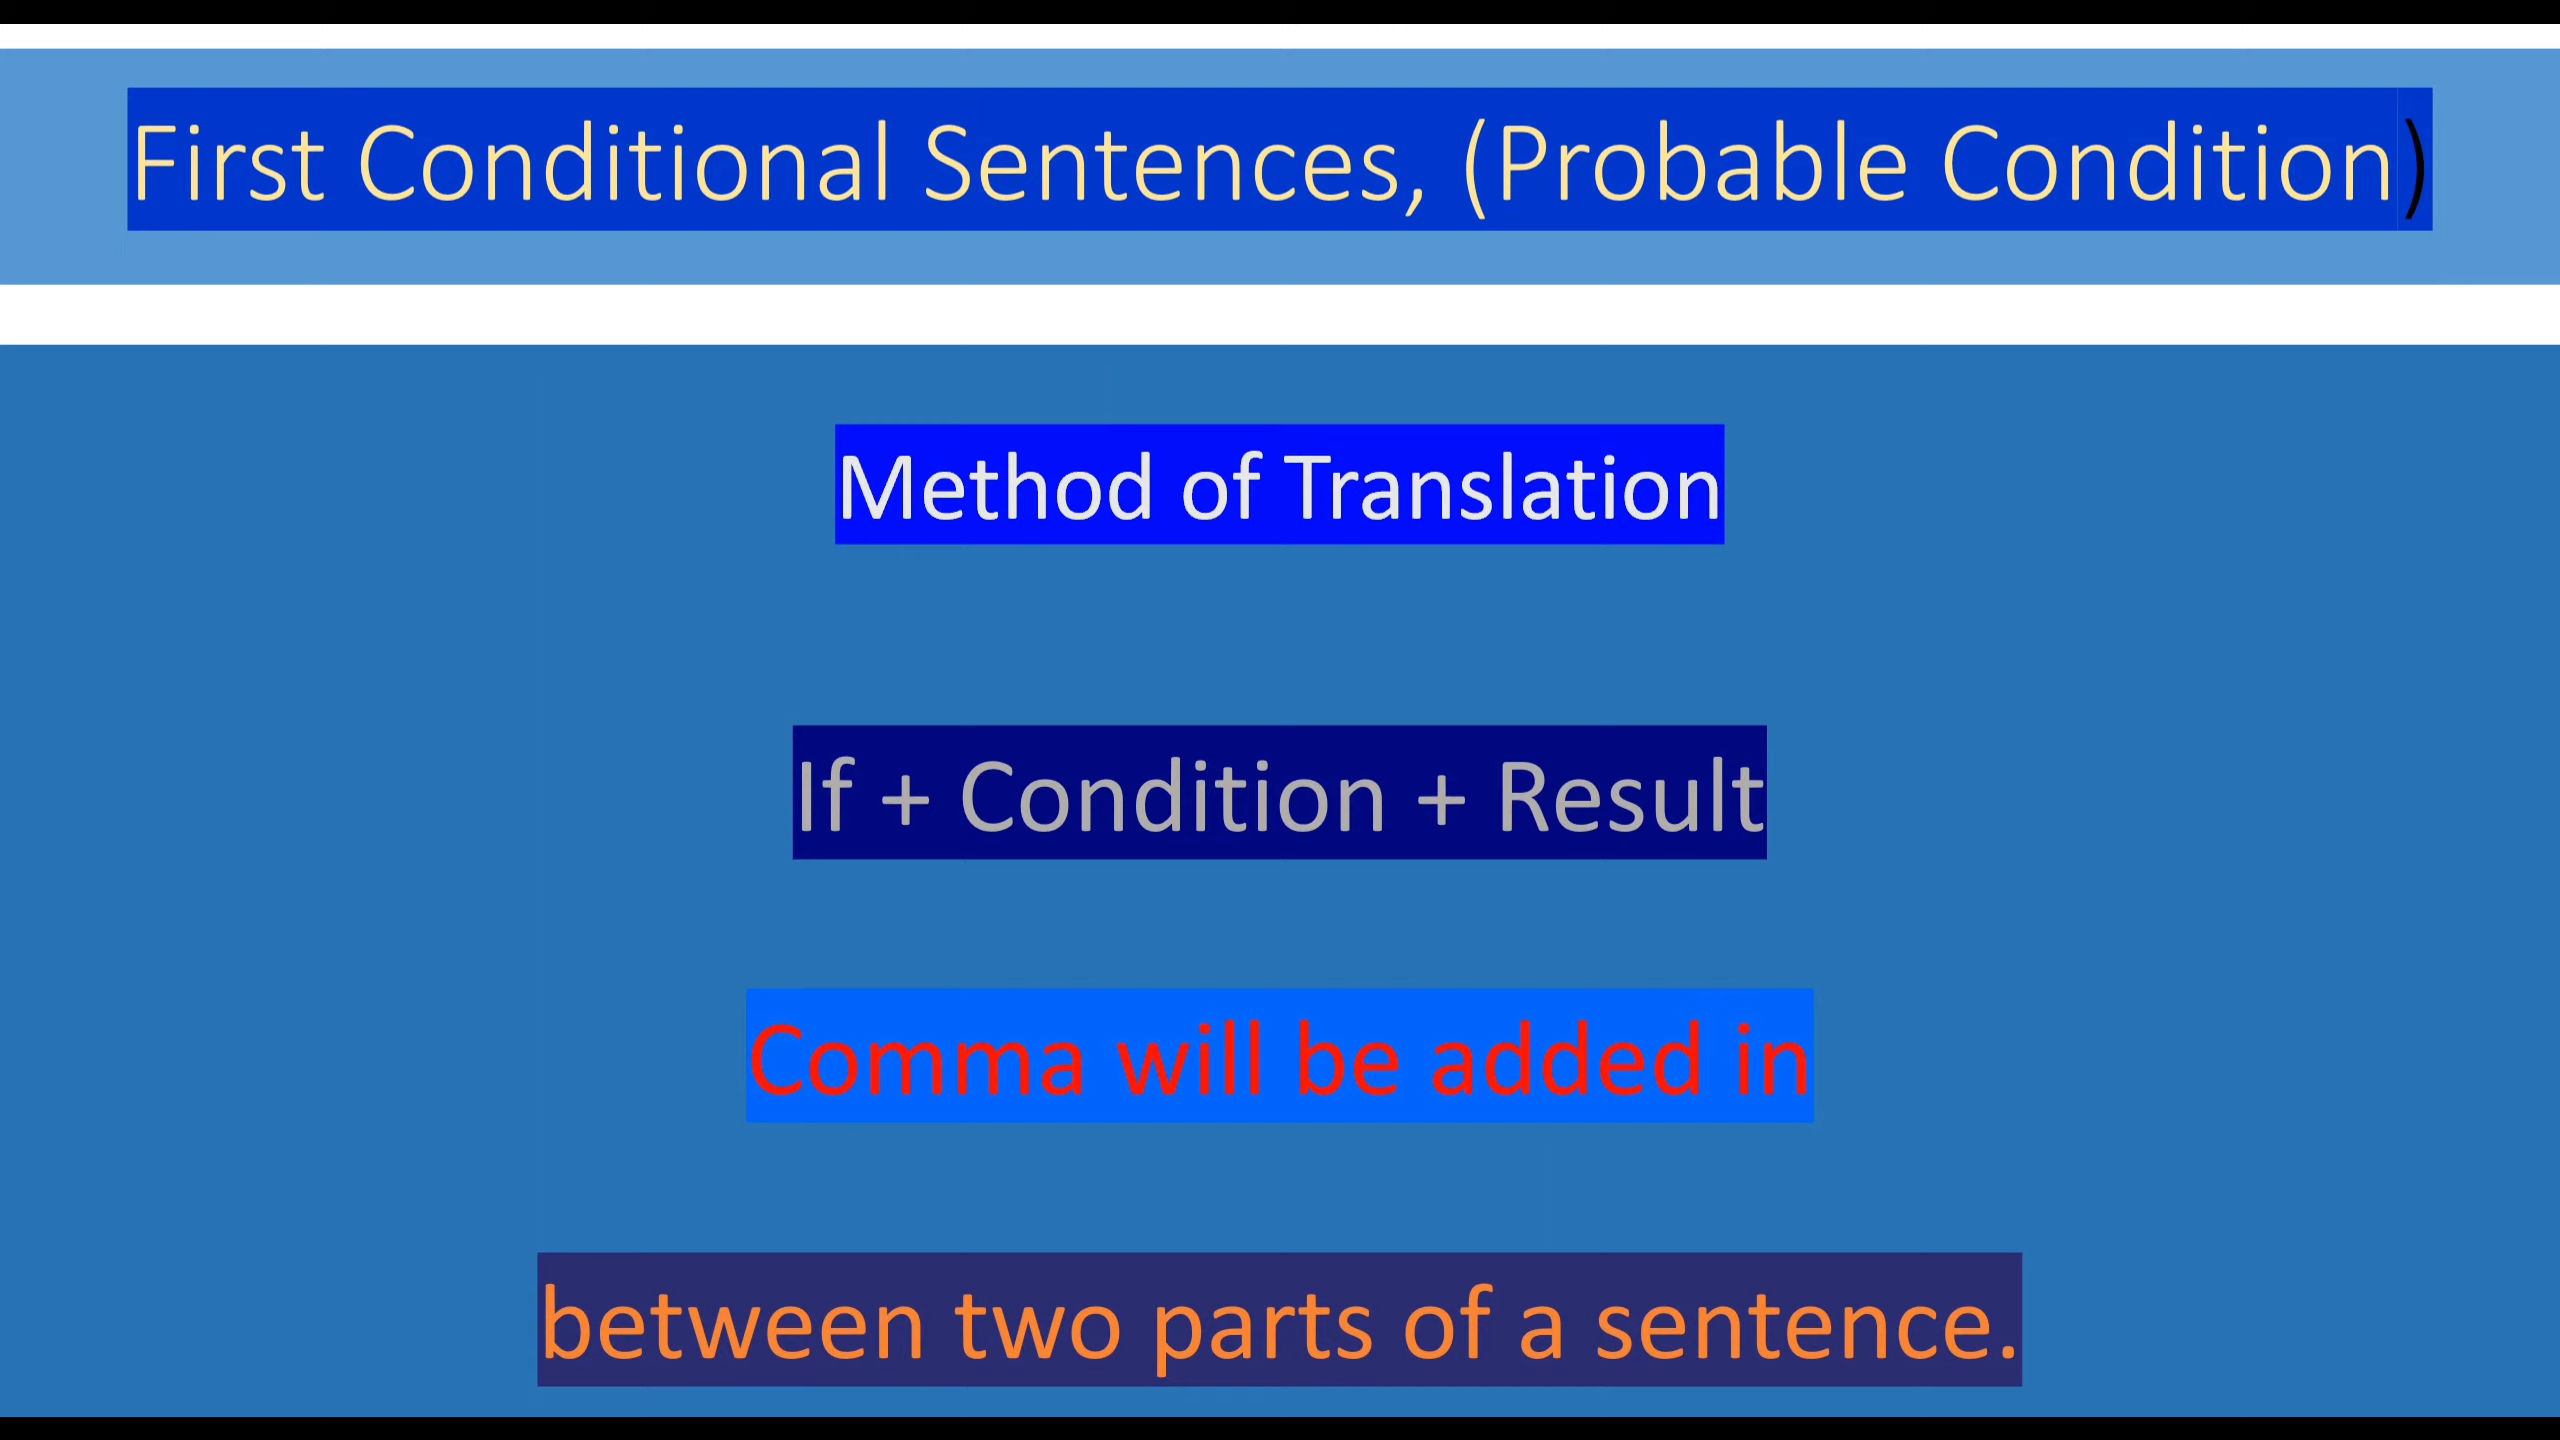 First Conditional Sentences, (Probable Condition)
Method of Translation
If + Condition + Result
Comma will be added in
between two parts of a sentence.